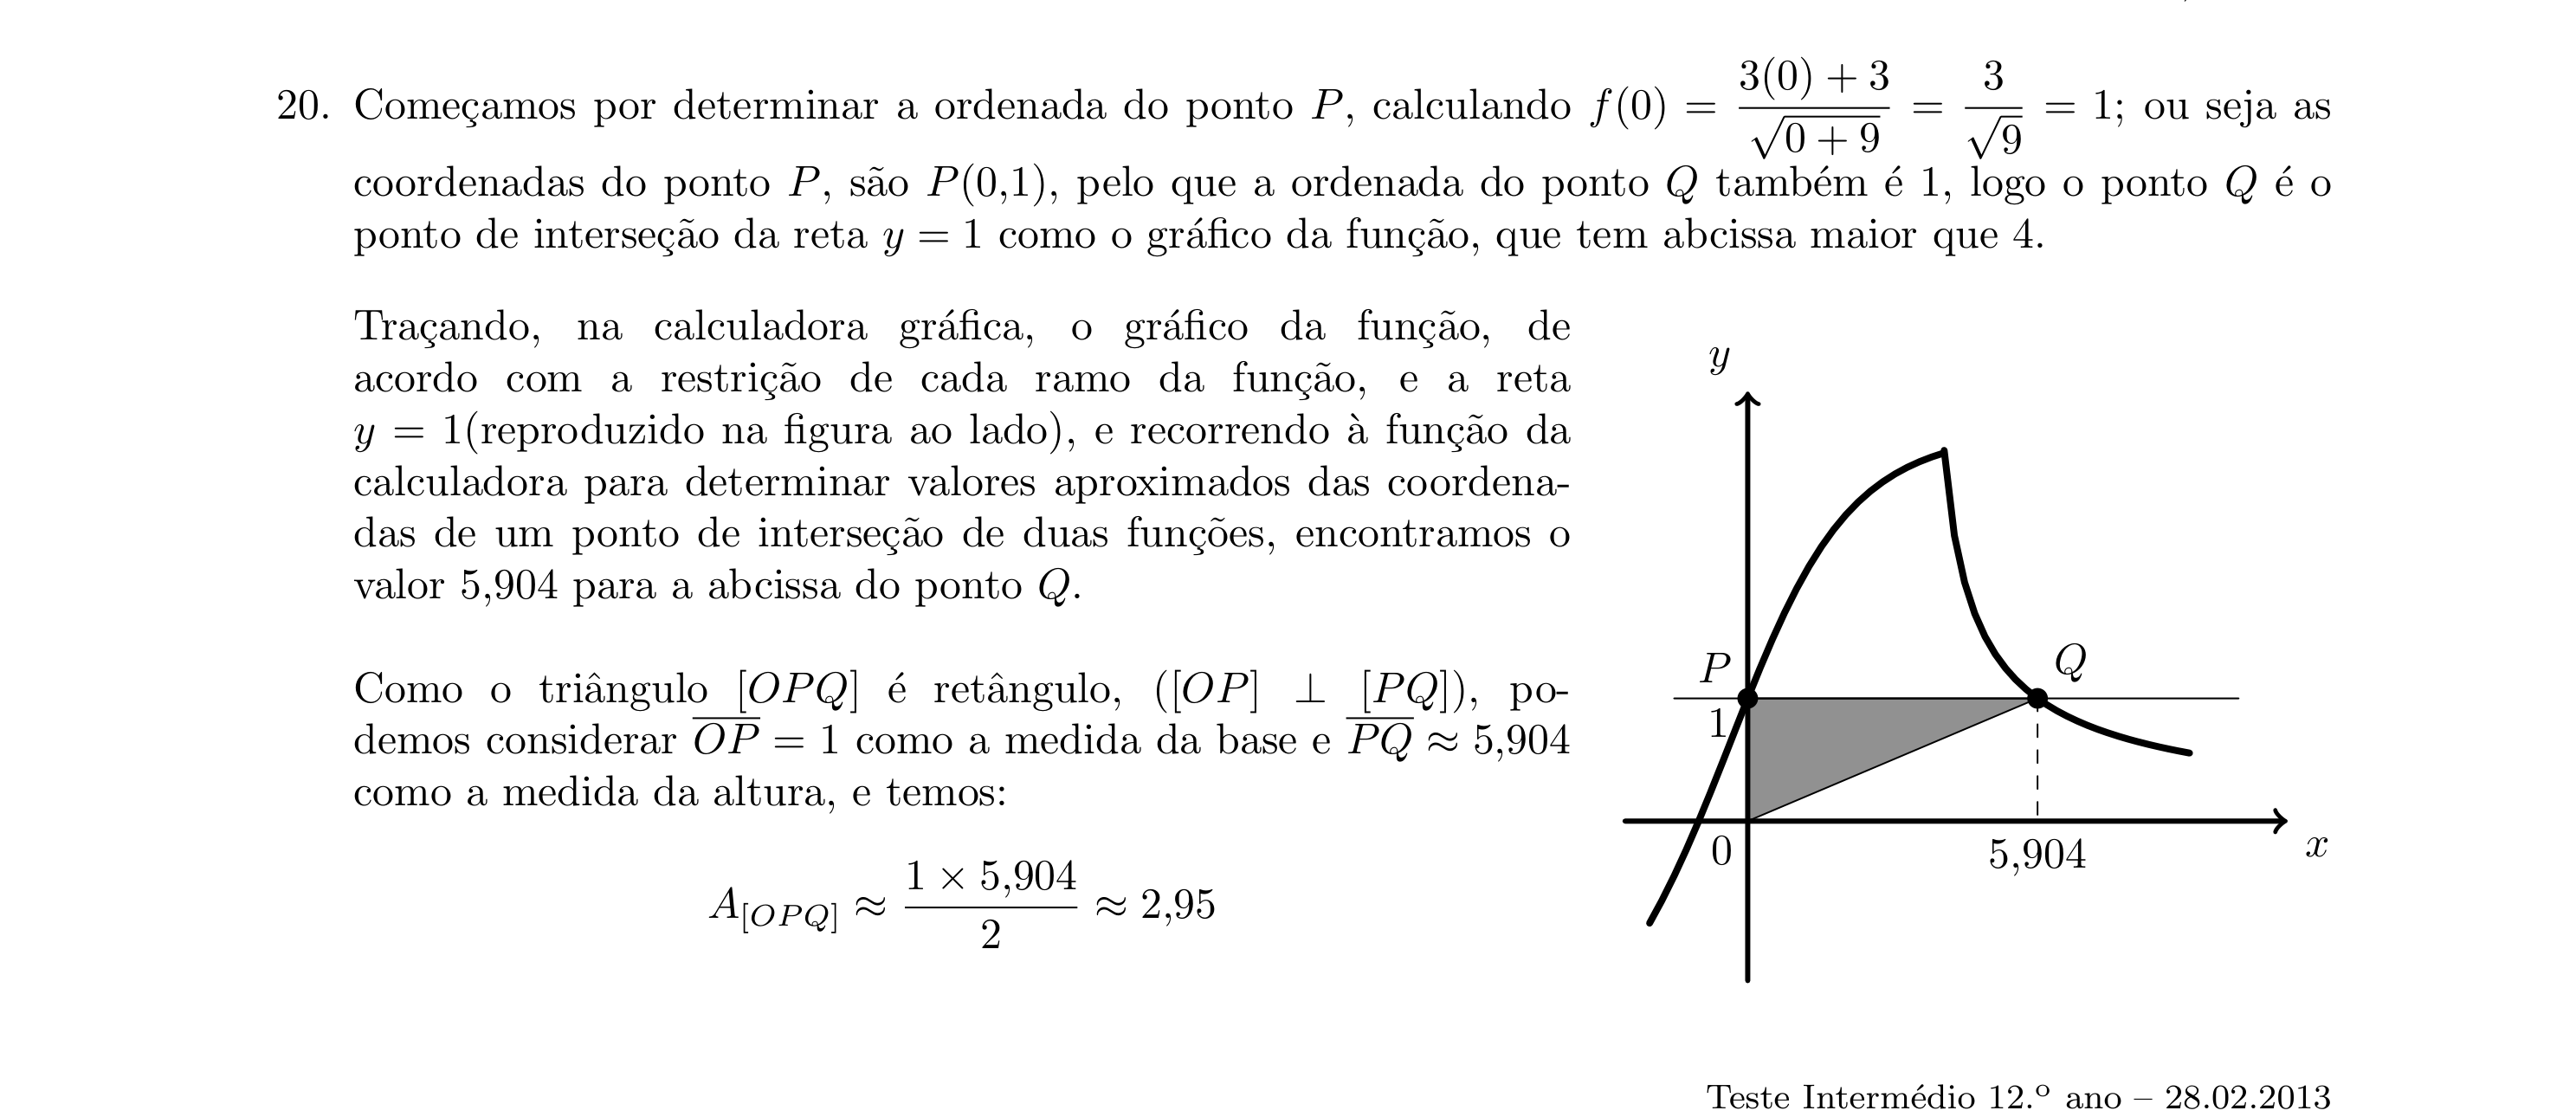 20. Começamos por determinar a ordenada do ponto P, calculando f(0) = \frac{3(0) + 3}{\sqrt{0 + 9}} = \frac{3}{\sqrt{9}} = 1; ou seja as
coordenadas do ponto P, são P(0,1), pelo que a ordenada do ponto Q também é 1, logo o ponto Q é o
ponto de interseção da reta y = 1 como o gráfico da função, que tem abcissa maior que 4.
Traçando, na calculadora gráfica, o gráfico da função, de
acordo com a restrição de cada ramo da função, e a reta
y = 1(reproduzido na figura ao lado), e recorrendo à função da
calculadora para determinar valores aproximados das coordena-
das de um ponto de interseção de duas funções, encontramos o
valor 5,904 para a abcissa do ponto Q.
Como o triângulo [OPQ] é retângulo, ([OP] ⊥ [PQ]), po-
demos considerar \overline{OP} = 1 como a medida da base e \overline{PQ} ≈ 5,904
como a medida da altura, e temos:
A_{[OPQ]} ≈ \frac{1 × 5,904}{2} ≈ 2,95
y
P
Q
1
0
5,904
x
Teste Intermédio 12.º ano – 28.02.2013